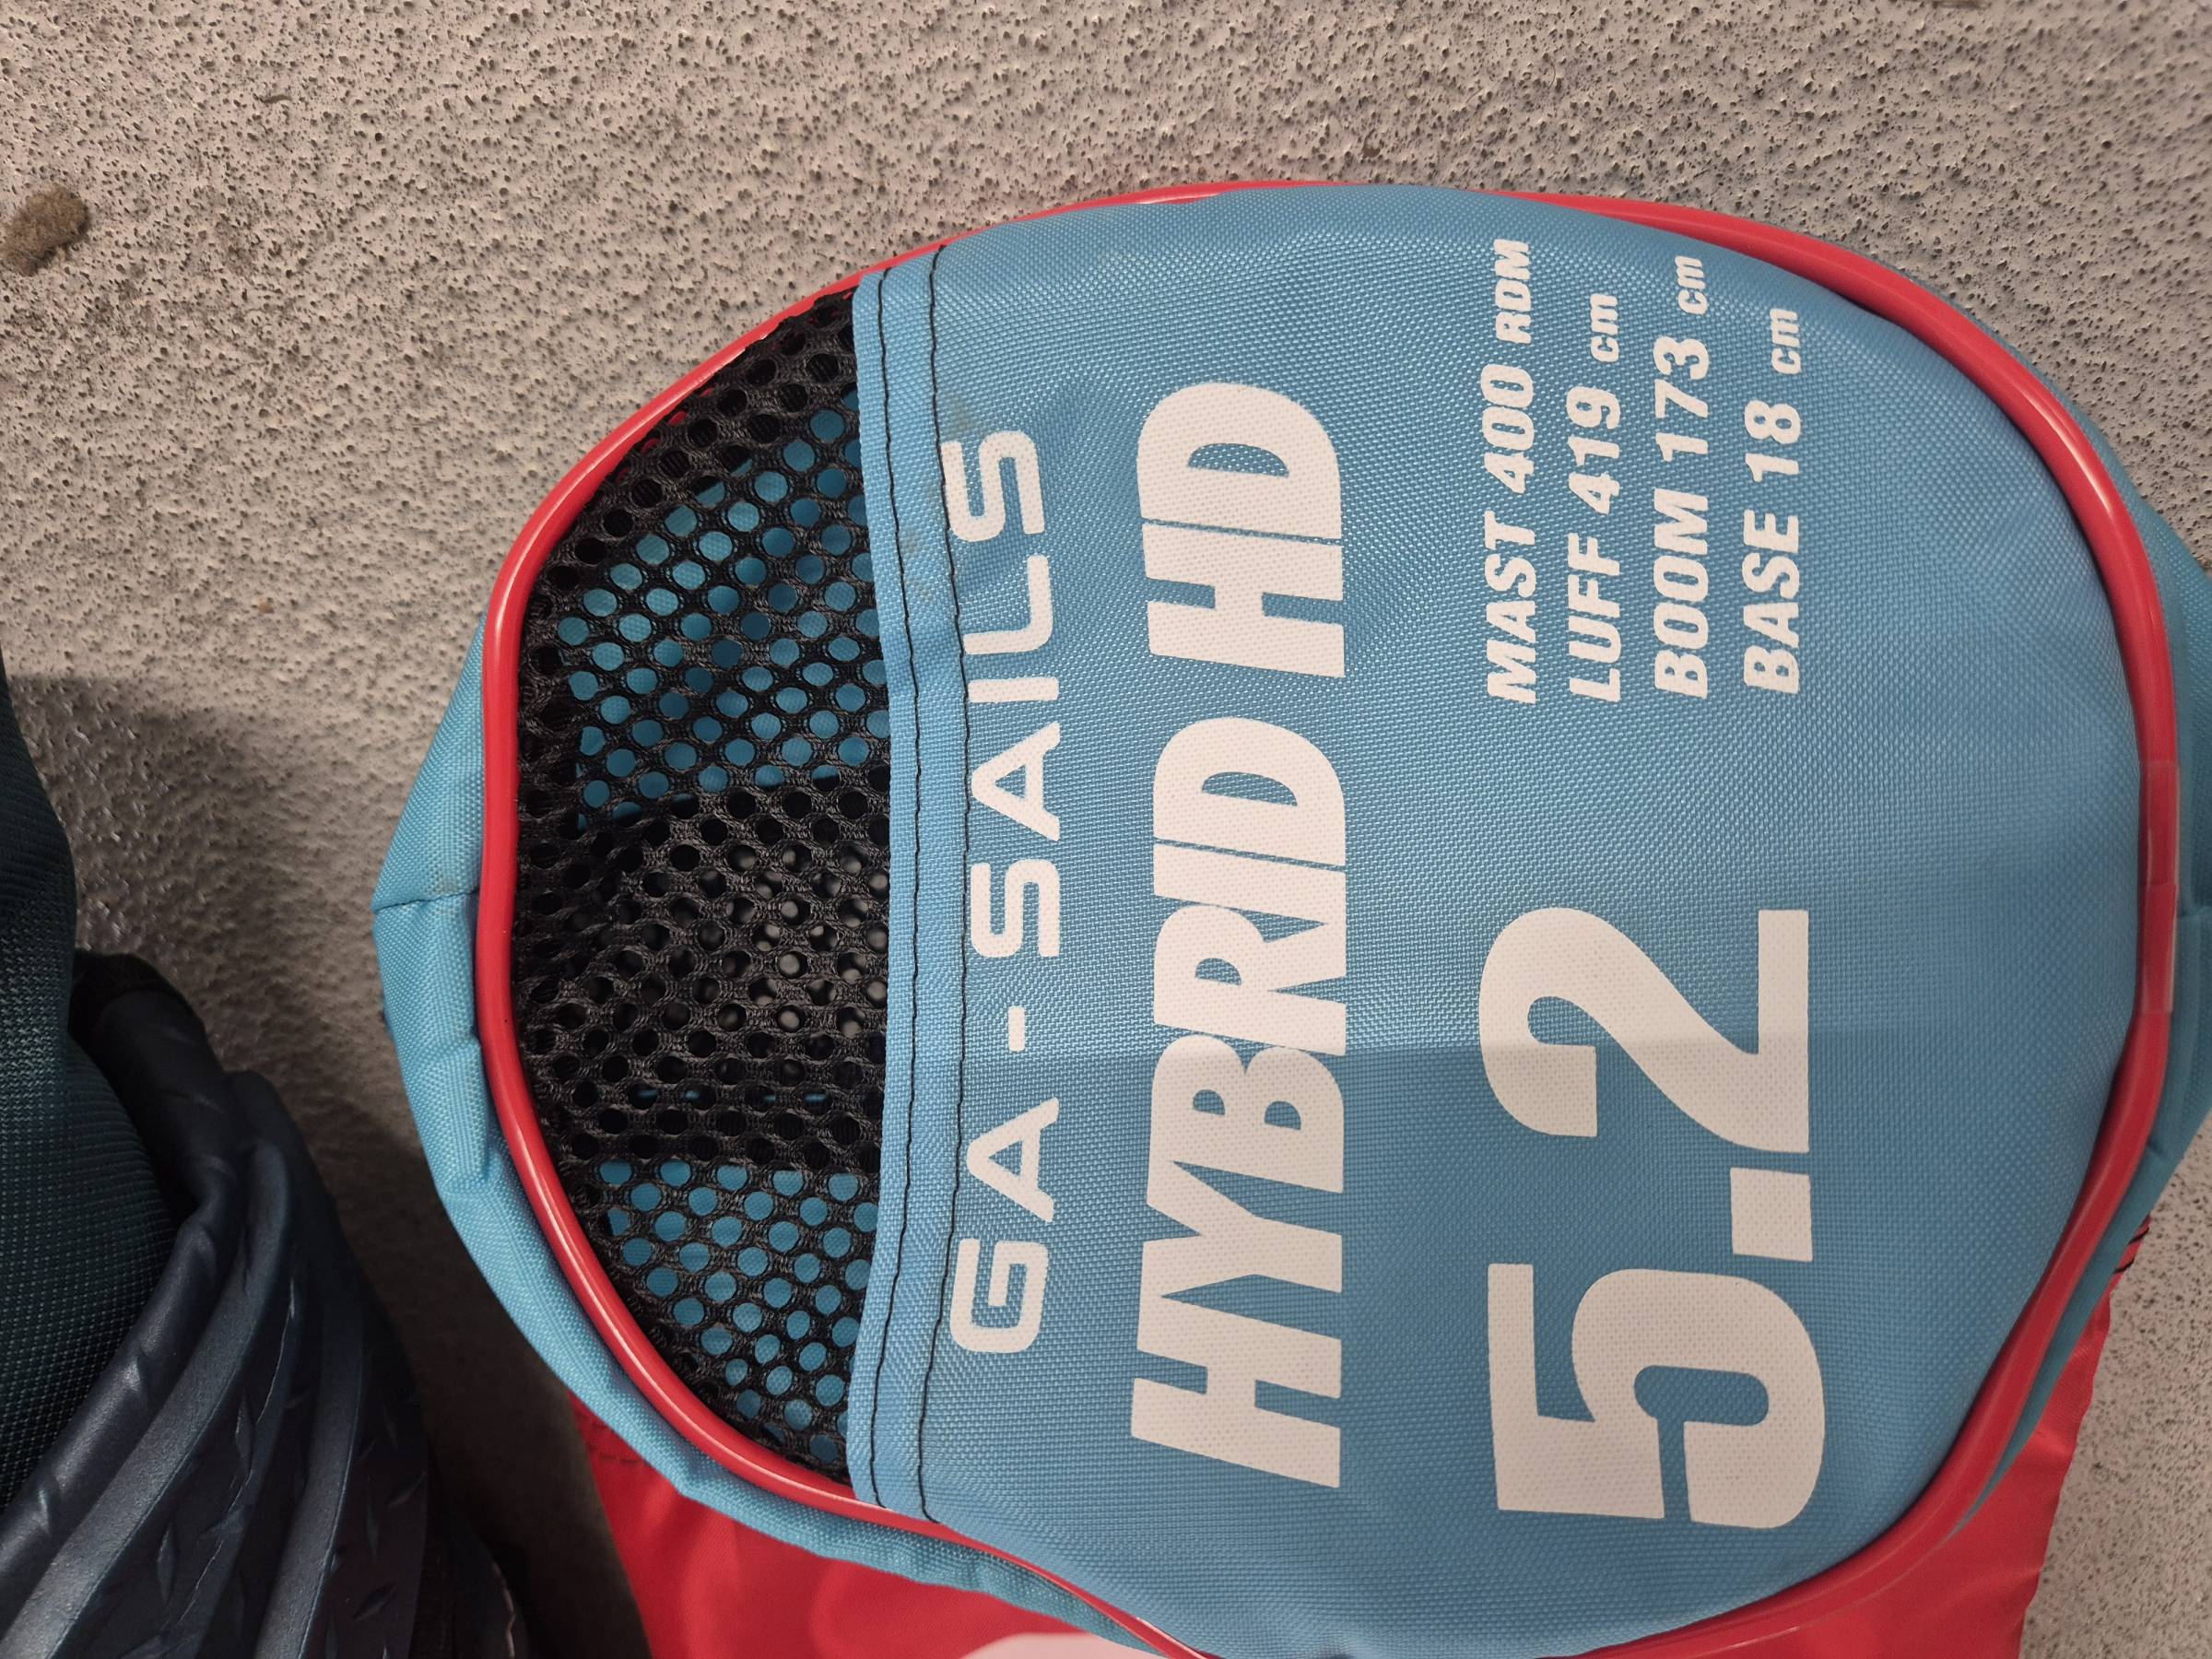 GA-SAILS
HYBRID HD
5.2
MAST 400 RDM
LUFF 419 cm
BOOM 173 cm
BASE 18 cm